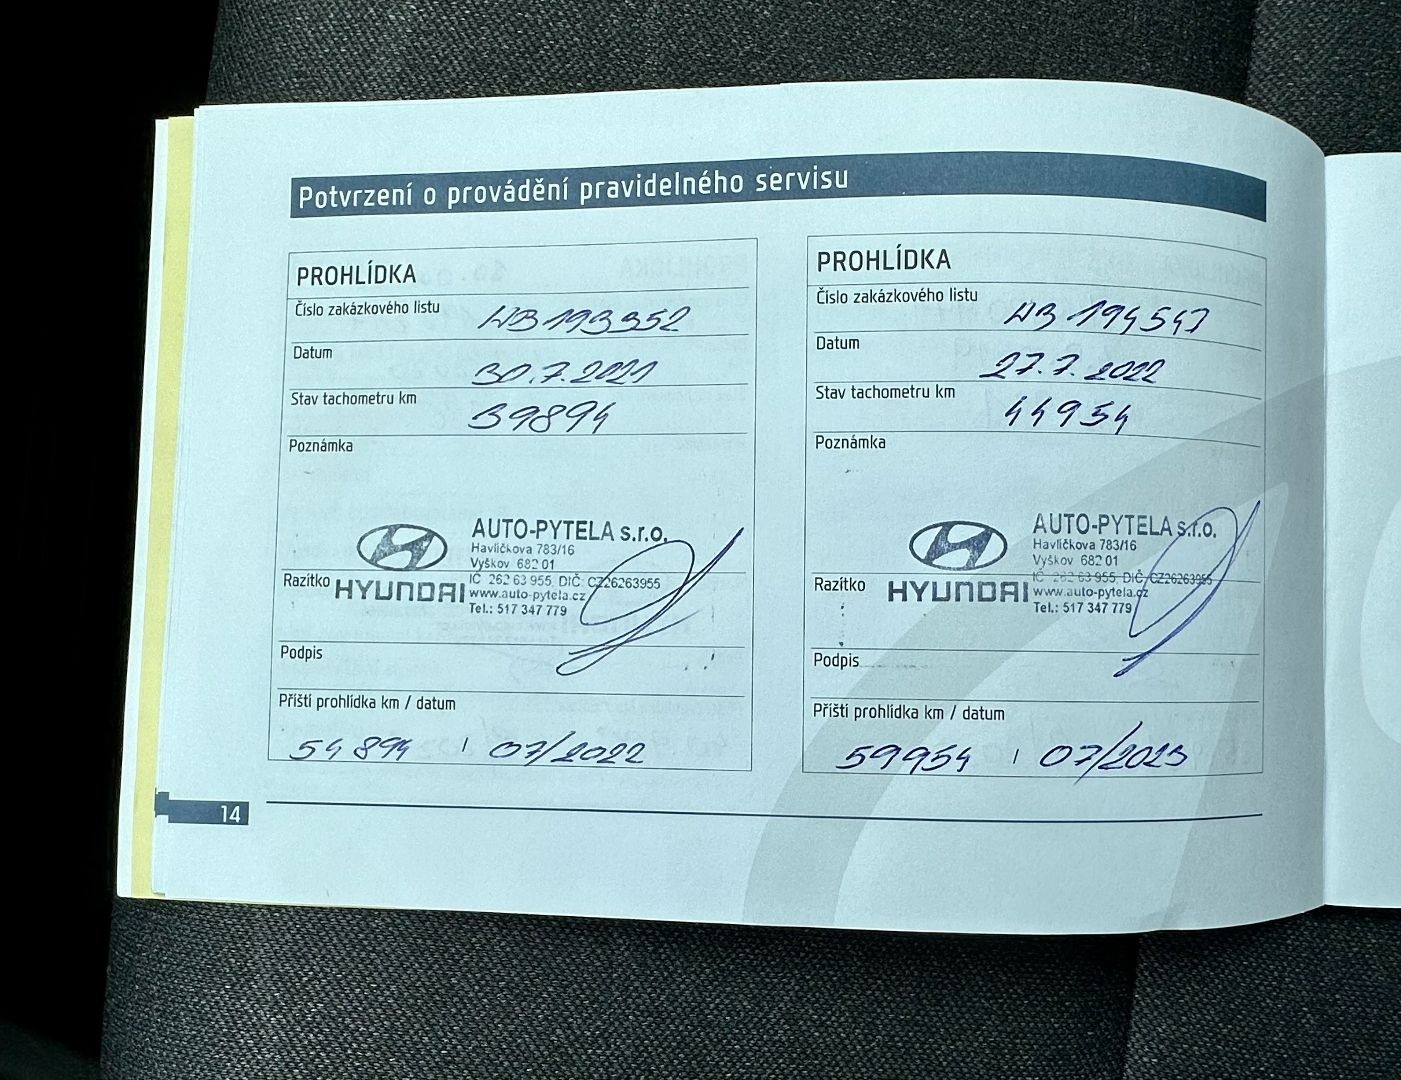 Potvrzení o provádění pravidelného servisu
PROHLÍDKA
Číslo zakázkového listu
WB 193352
Datum
30.7.2021
Stav tachometru km
39894
Poznámka
AUTO-PYTELA s.r.o.
Havlíčkova 783/16
Vyškov 682 01
IČ 262 63 955, DIČ: CZ26263955
Razítko
HYUNDAI
www.auto-pytela.cz
Tel.: 517 347 779
Podpis
Příští prohlídka km / datum
54894 / 07/2022
PROHLÍDKA
Číslo zakázkového listu
WB 194547
Datum
27.7.2022
Stav tachometru km
44954
Poznámka
AUTO-PYTELA s.r.o.
Havlíčkova 783/16
Vyškov 682 01
IČ 262 63 955, DIČ: CZ26263955
Razítko
HYUNDAI
www.auto-pytela.cz
Tel.: 517 347 779
Podpis
Příští prohlídka km / datum
59954 / 07/2023
14